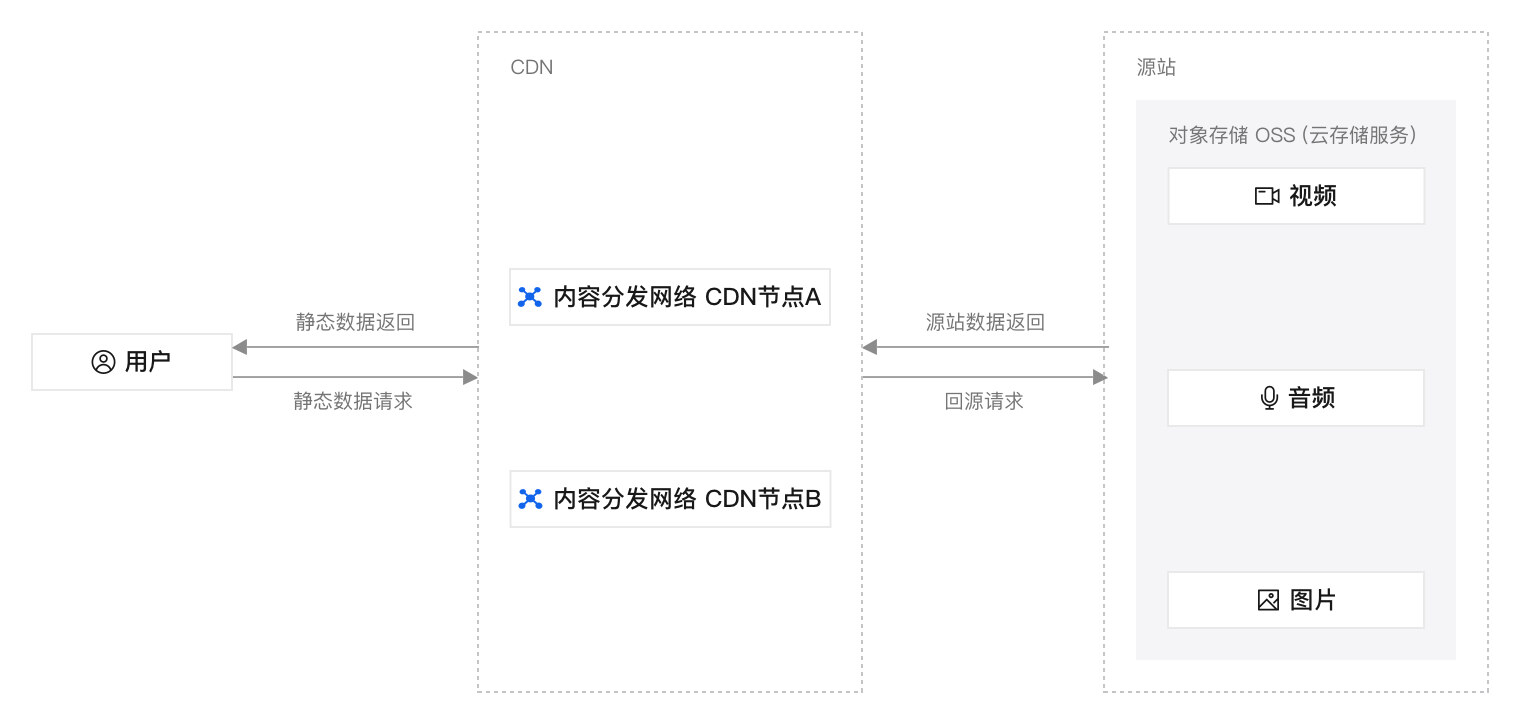 CDN
源站
对象存储 OSS (云存储服务)
视频
内容分发网络 CDN节点A
静态数据返回
源站数据返回
用户
静态数据请求
回源请求
音频
内容分发网络 CDN节点B
图片